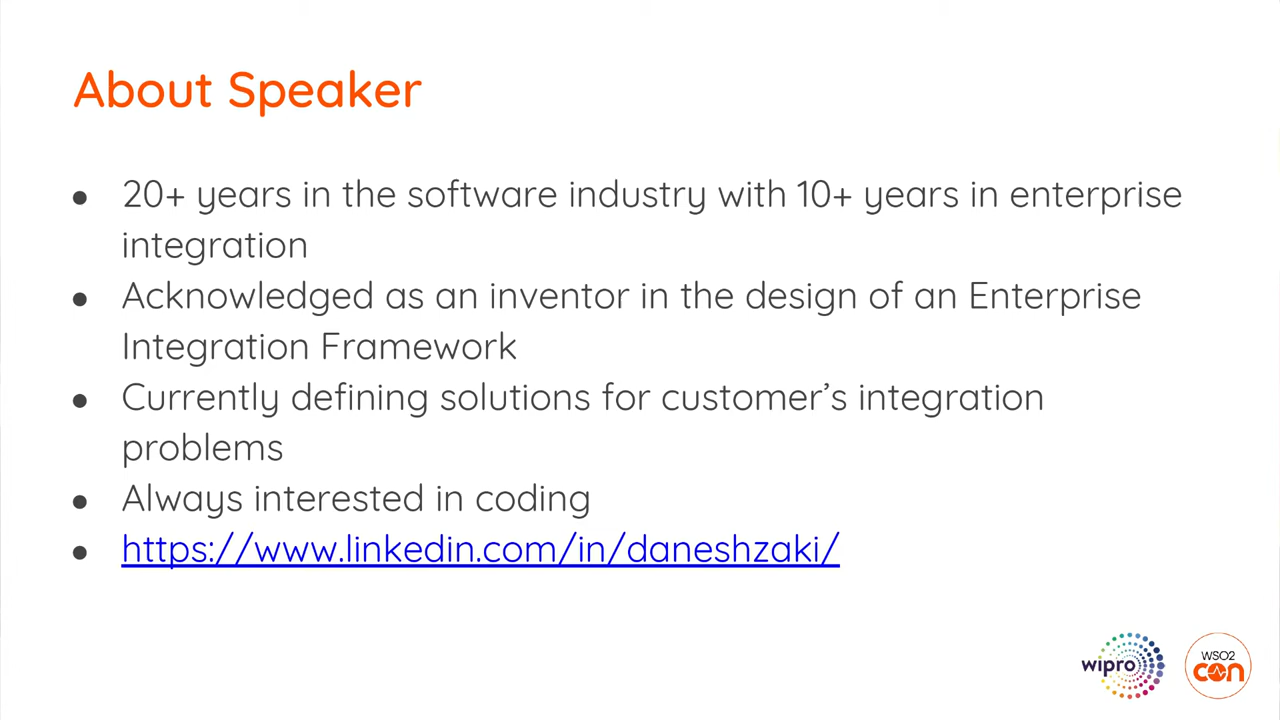 About Speaker
● 20+ years in the software industry with 10+ years in enterprise
integration
● Acknowledged as an inventor in the design of an Enterprise
Integration Framework
● Currently defining solutions for customer’s integration
problems
● Always interested in coding
● https://www.linkedin.com/in/daneshzaki/
wipro
WSO2
con